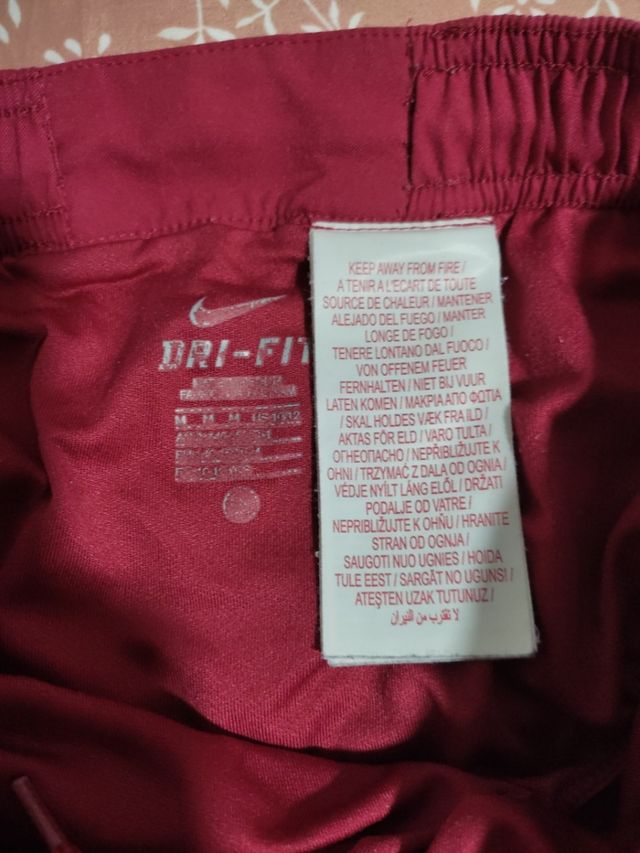 DRI-FIT
M M M
KEEP AWAY FROM FIRE /
A TENIR A L'ECART DE TOUTE
SOURCE DE CHALEUR / MANTENER
ALEJADO DEL FUEGO / MANTER
LONGE DE FOGO /
TENERE LONTANO DAL FUOCO /
VON OFFENEM FEUER
FERNHALTEN / NIET BIJ VUUR
LATEN KOMEN / ΜΑΚΡΙΑ ΑΠΟ ΦΩΤΙΑ
/ SKAL HOLDES VÆK FRA ILD /
AKTAS FÖR ELD / VARO TULTA /
ОГНЕОПАСНО / NEPŘIBLIŽUJTE K
OHNI / TRZYMAĆ Z DALA OD OGNIA /
VÉDJE NYÍLT LÁNG ELŐL / DRŽATI
PODALJE OD VATRE /
NEPRIBLIŽUJTE K OHŇU / HRANITE
STRAN OD OGNJA /
SAUGOTI NUO UGNIES / HOIDA
TULE EEST / SARGĀT NO UGUNS! /
ATEŞTEN UZAK TUTUNUZ /
لا تقترب من النيران